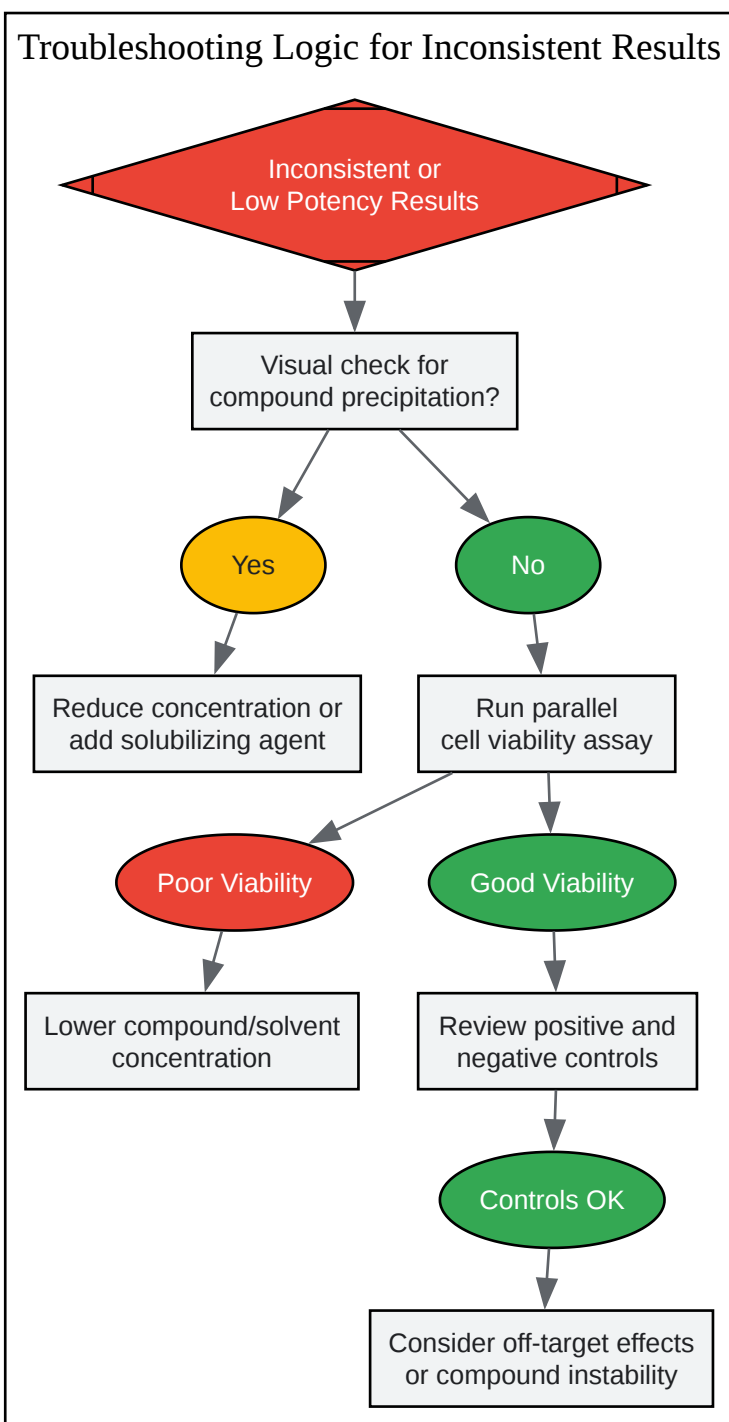 Troubleshooting Logic for Inconsistent Results
Inconsistent or
Low Potency Results
Visual check for
compound precipitation?
Yes
No
Reduce concentration or
add solubilizing agent
Run parallel
cell viability assay
Poor Viability
Good Viability
Lower compound/solvent
concentration
Review positive and
negative controls
Controls OK
Consider off-target effects
or compound instability